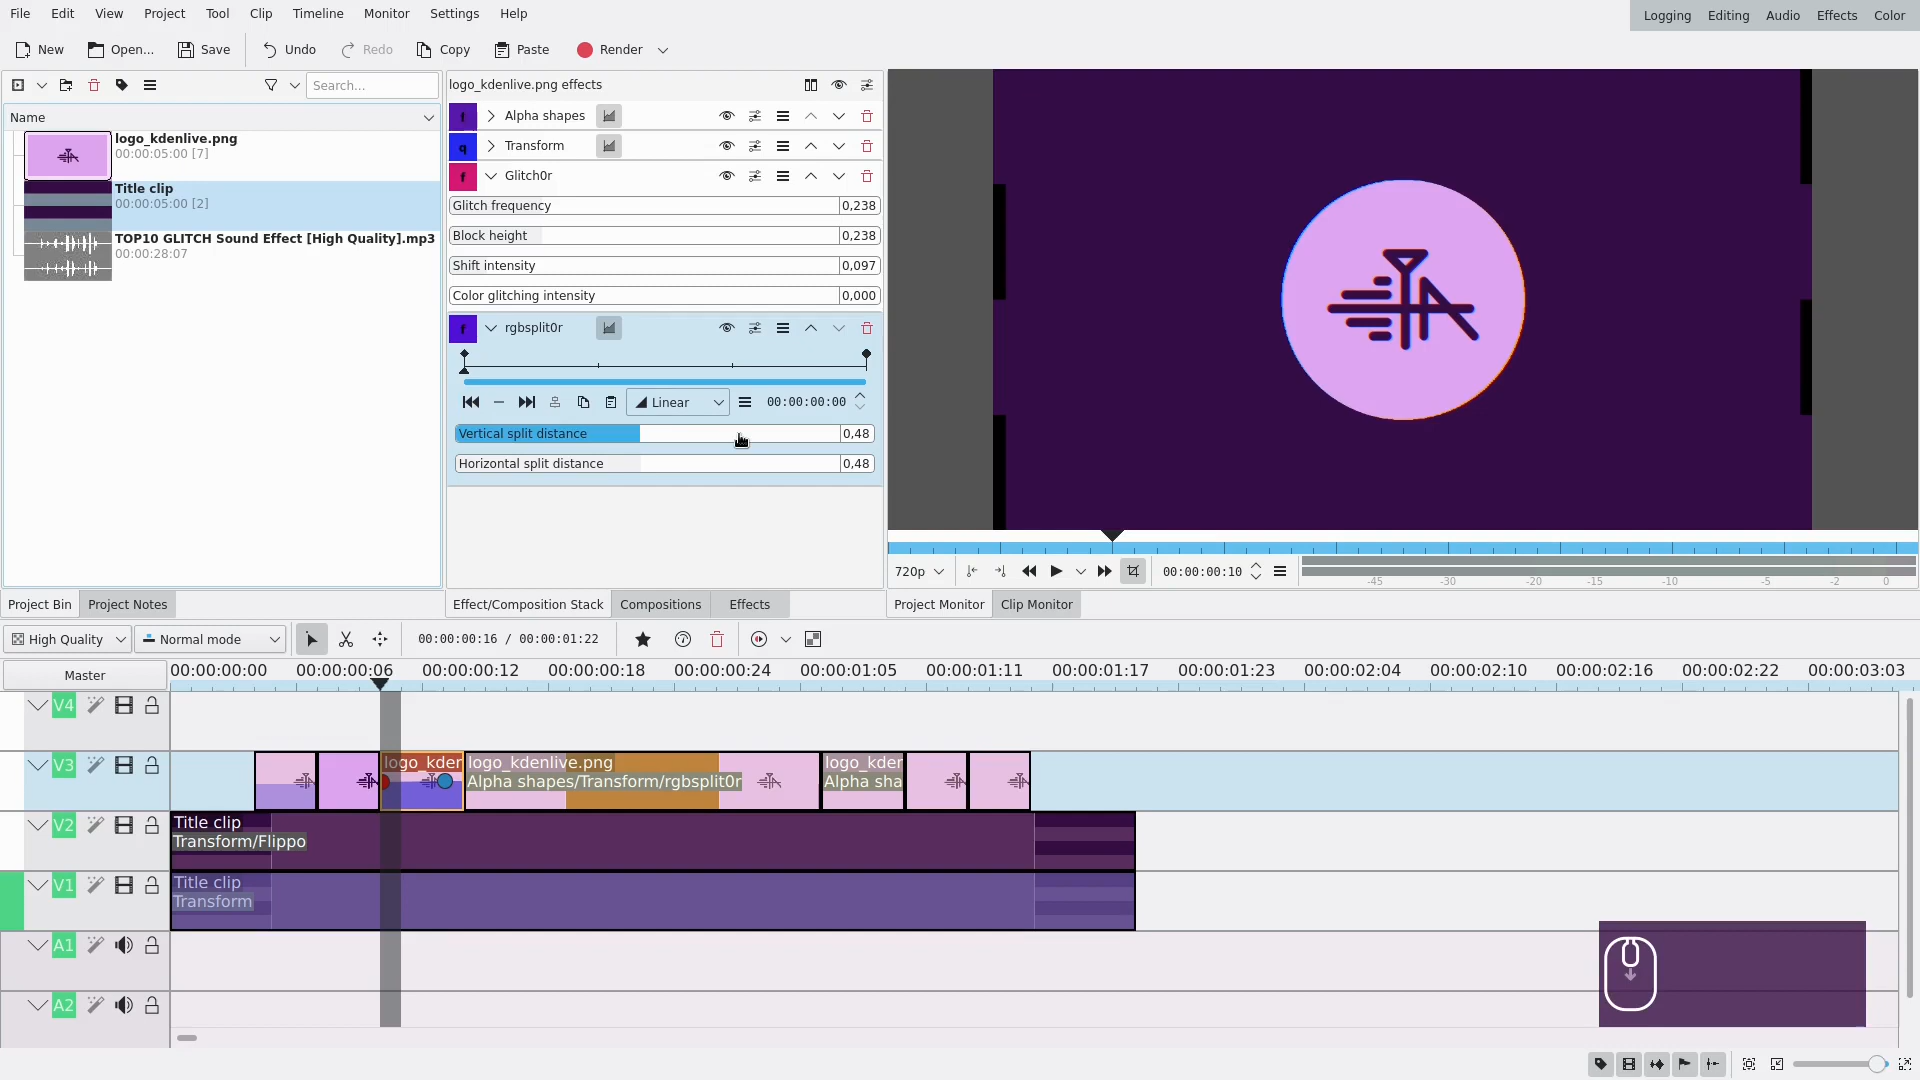 File Edit View Project Tool Clip Timeline Monitor Settings Help
Logging Editing Audio Effects Color
New Open... Save Undo Redo Copy Paste Render
Search...
Name
logo_kdenlive.png
00:00:05:00 [7]
Title clip
00:00:05:00 [2]
TOP10 GLITCH Sound Effect [High Quality].mp3
00:00:28:07
logo_kdenlive.png effects
f Alpha shapes
q Transform
f Glitch0r
Glitch frequency 0,238
Block height 0,238
Shift intensity 0,097
Color glitching intensity 0,000
f rgbsplit0r
Linear 00:00:00:00
Vertical split distance 0,48
Horizontal split distance 0,48
720p 00:00:00:10
-45 -30 -20 -15 -10 -5 -2 0
Project Bin Project Notes
Effect/Composition Stack Compositions Effects
Project Monitor Clip Monitor
High Quality Normal mode 00:00:00:16 / 00:00:01:22
Master 00:00:00:00 00:00:00:06 00:00:00:12 00:00:00:18 00:00:00:24 00:00:01:05 00:00:01:11 00:00:01:17 00:00:01:23 00:00:02:04 00:00:02:10 00:00:02:16 00:00:02:22 00:00:03:03
V4
V3
logo_kder
logo_kdenlive.png
Alpha shapes/Transform/rgbsplit0r
logo_kder
Alpha sha
V2
Title clip
Transform/Flippo
V1
Title clip
Transform
A1
A2